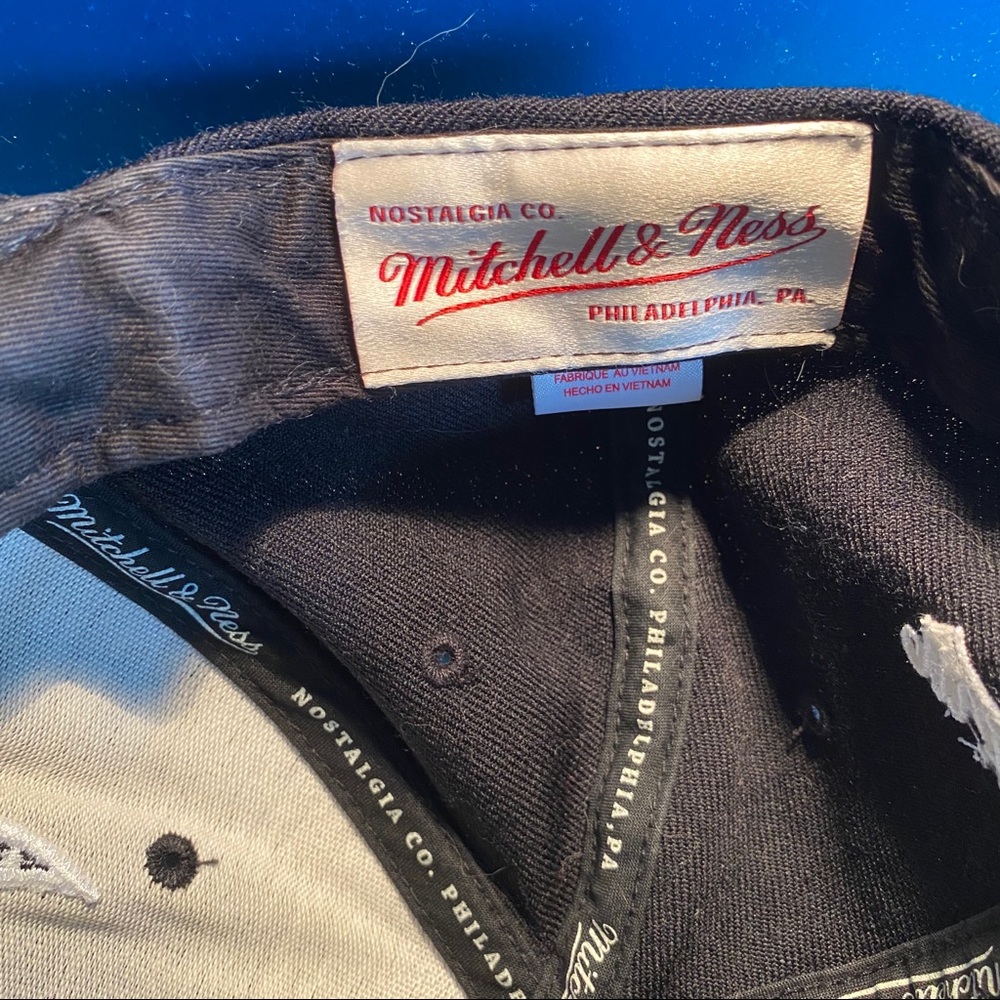 NOSTALGIA CO.
Mitchell & Ness
PHILADELPHIA. PA.
FABRIQUE AU VIETNAM
HECHO EN VIETNAM
Mitchell & Ness
NOSTALGIA CO. PHILADE
NOSTALGIA CO. PHILADELPHIA, PA